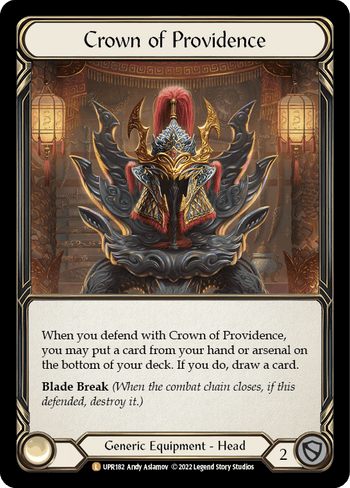 Crown of Providence
When you defend with Crown of Providence,
you may put a card from your hand or arsenal on
the bottom of your deck. If you do, draw a card.
Blade Break (When the combat chain closes, if this
defended, destroy it.)
Generic Equipment - Head
2
L UPR182 Andy Aslamov ©2022 Legend Story Studios